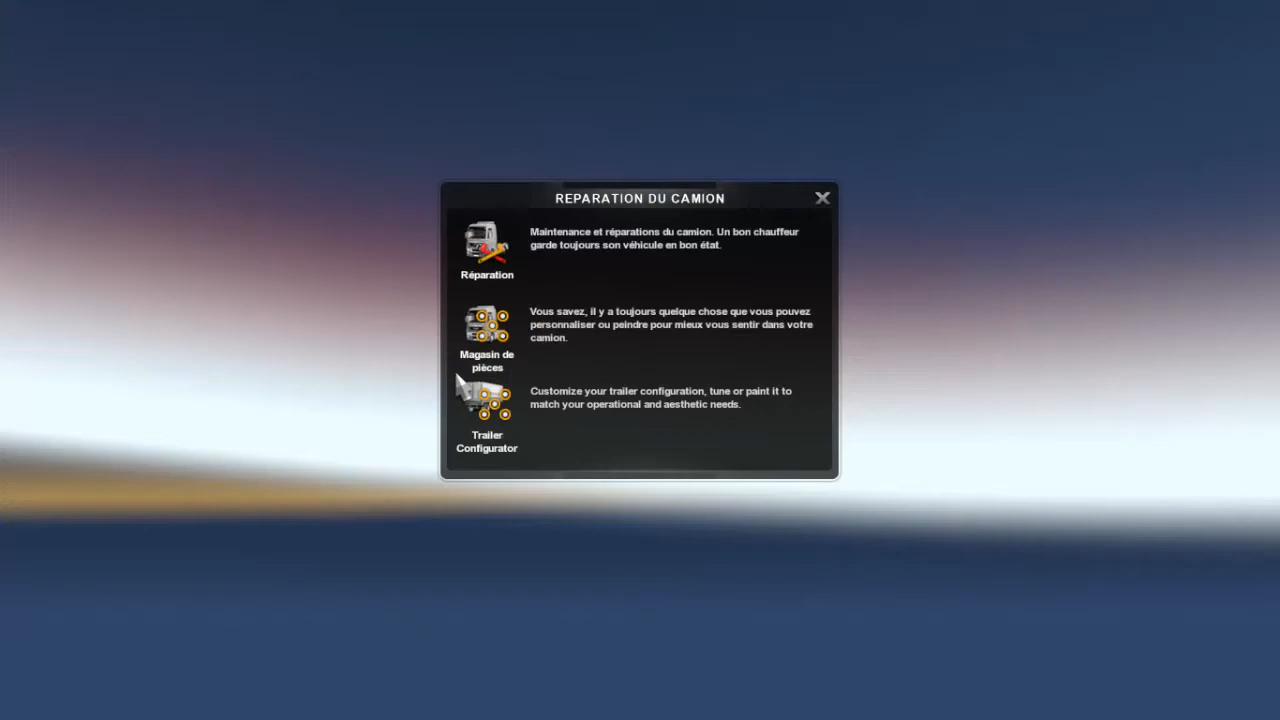 REPARATION DU CAMION
Maintenance et réparations du camion. Un bon chauffeur
garde toujours son véhicule en bon état.
Réparation
Vous savez, il y a toujours quelque chose que vous pouvez
personnaliser ou peindre pour mieux vous sentir dans votre
camion.
Magasin de
pièces
Customize your trailer configuration, tune or paint it to
match your operational and aesthetic needs.
Trailer
Configurator